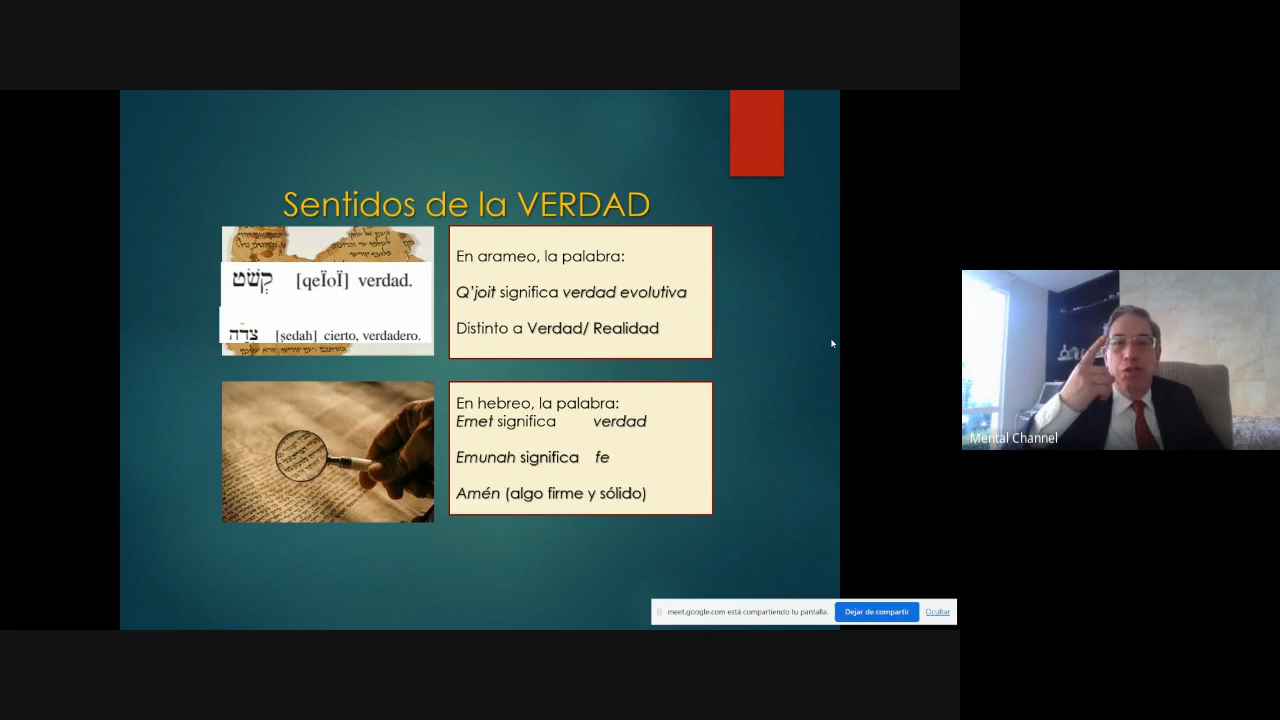 Sentidos de la VERDAD
קְשֹׁט [qeÏoÏ] verdad.
צְדָה [ṣedah] cierto, verdadero.
En arameo, la palabra:
Q’joit significa verdad evolutiva
Distinto a Verdad/ Realidad
En hebreo, la palabra:
Emet significa verdad
Emunah significa fe
Amén (algo firme y sólido)
Mental Channel
meet.google.com está compartiendo tu pantalla.
Dejar de compartir
Ocultar